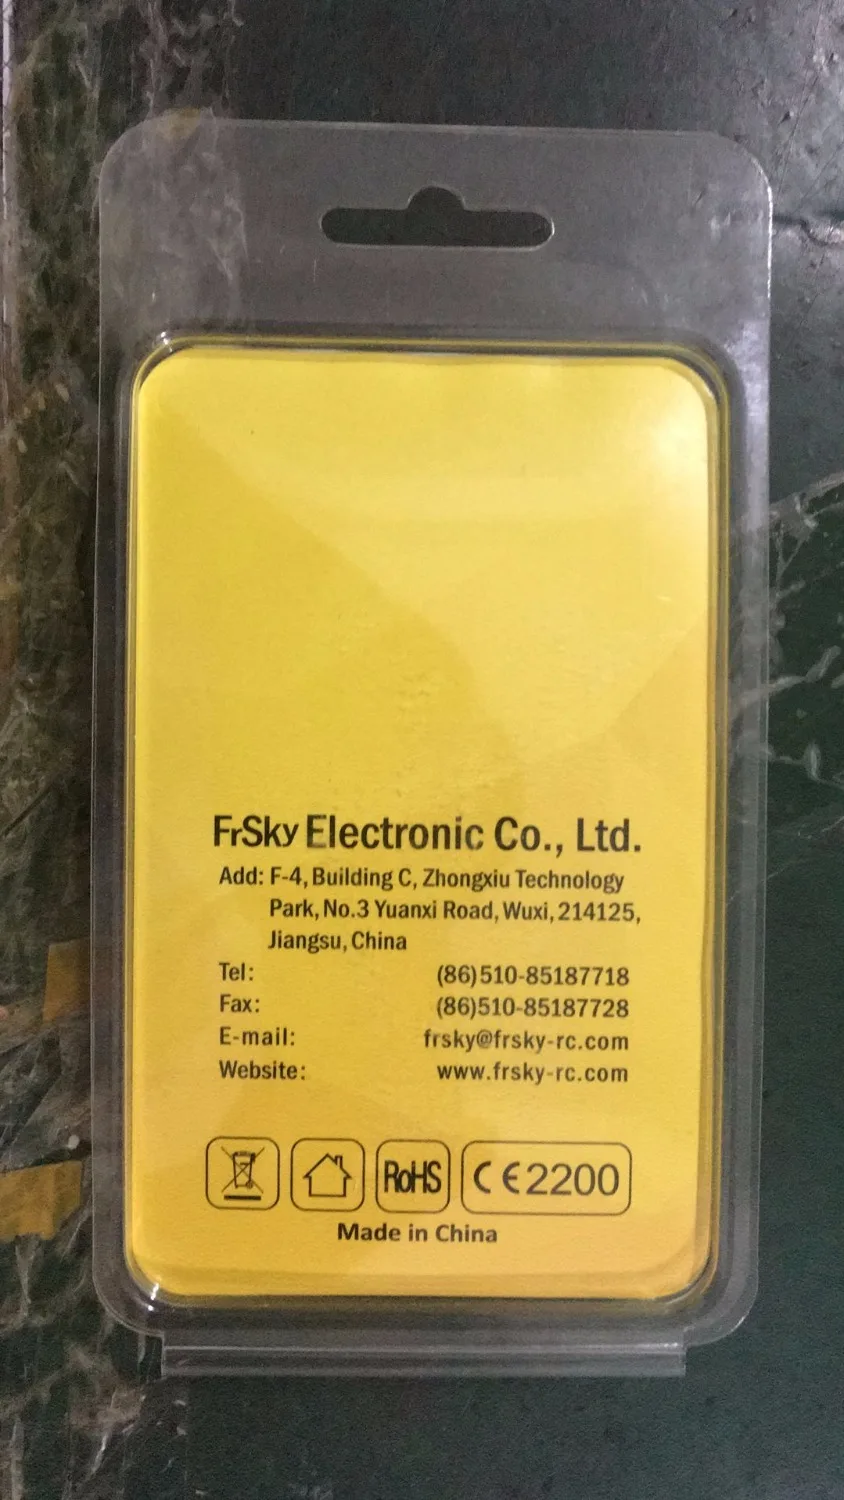 FrSky Electronic Co., Ltd.
Add: F-4, Building C, Zhongxiu Technology
Park, No.3 Yuanxi Road, Wuxi, 214125,
Jiangsu, China
Tel: (86)510-85187718
Fax: (86)510-85187728
E-mail: frsky@frsky-rc.com
Website: www.frsky-rc.com
RoHS CE2200
Made in China